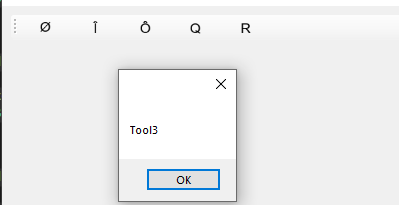 Ø Î Ô Q R
Tool3
OK